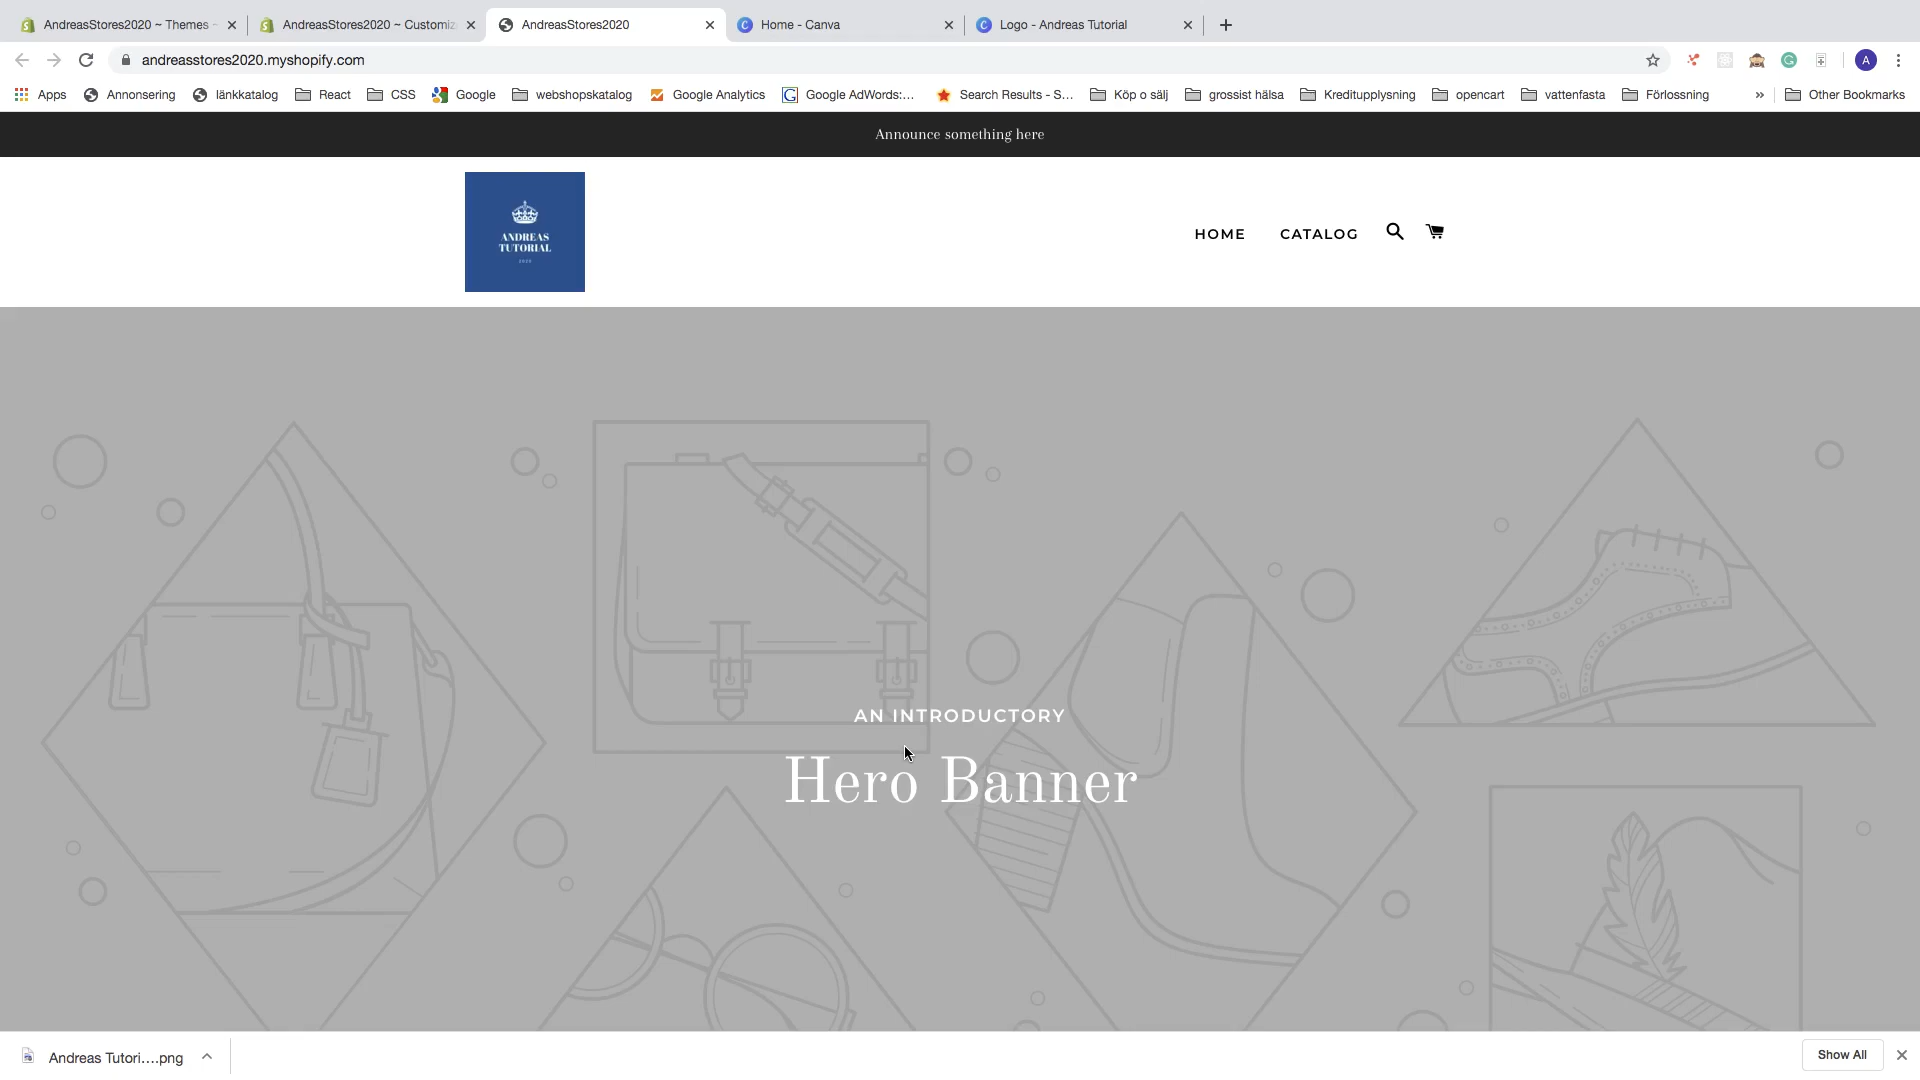 AndreasStores2020 ~ Themes ~
AndreasStores2020 ~ Customize
AndreasStores2020
Home - Canva
Logo - Andreas Tutorial
andreasstores2020.myshopify.com
A
Apps
Annonsering
länkkatalog
React
CSS
Google
webshopskatalog
Google Analytics
Google AdWords:...
Search Results - S...
Köp o sälj
grossist hälsa
Kreditupplysning
opencart
vattenfasta
Förlossning
»
Other Bookmarks
Announce something here
ANDREAS
TUTORIAL
2020
HOME
CATALOG
AN INTRODUCTORY
Hero Banner
Andreas Tutori....png
Show All